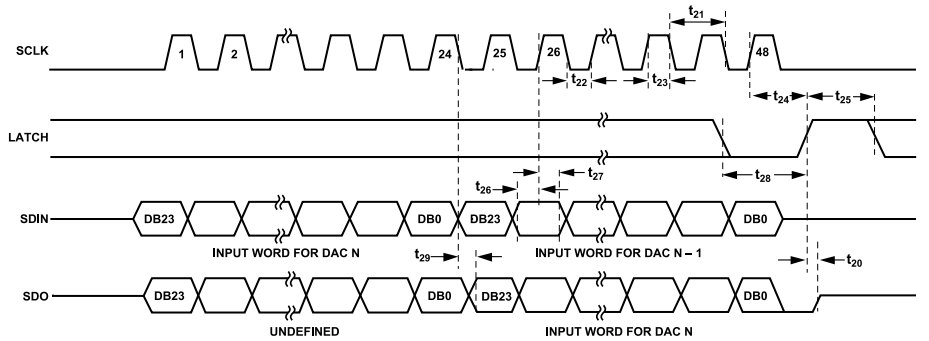 t21
SCLK 1 2 24 25 26 48
t22 t23 t24 t25
LATCH
t28
t26 t27
SDIN DB23 DB0 DB23 DB0
INPUT WORD FOR DAC N INPUT WORD FOR DAC N – 1
t29 t20
SDO DB23 DB0 DB23 DB0
UNDEFINED INPUT WORD FOR DAC N